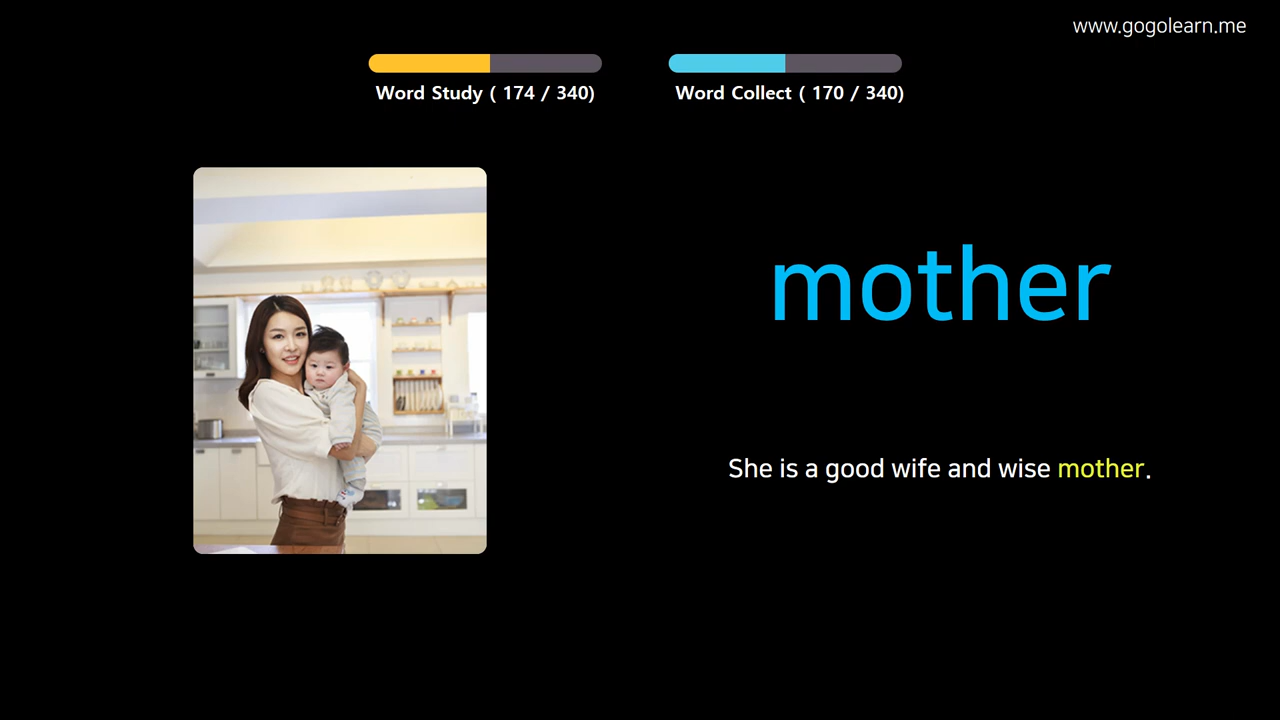 www.gogolearn.me
Word Study ( 174 / 340)
Word Collect ( 170 / 340)
mother
She is a good wife and wise mother.